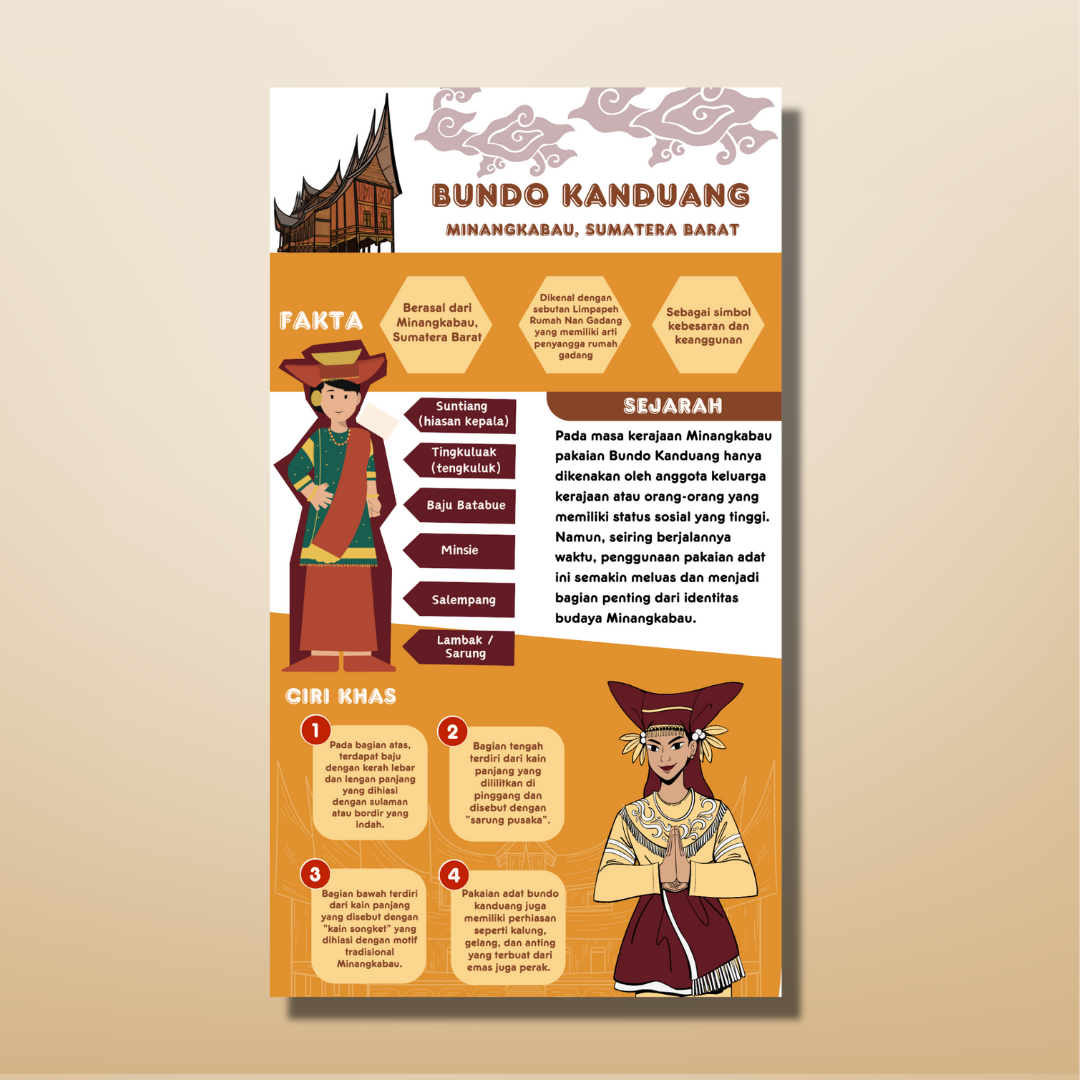 BUNDO KANDUANG
MINANGKABAU, SUMATERA BARAT
FAKTA
Berasal dari
Minangkabau,
Sumatera Barat
Dikenal dengan
sebutan Limpapeh
Rumah Nan Gadang
yang memiliki arti
penyangga rumah
gadang
Sebagai simbol
kebesaran dan
keanggunan
Suntiang
(hiasan kepala)
Tingkuluak
(tengkuluk)
Baju Batabue
Minsie
Salempang
Lambak /
Sarung
SEJARAH
Pada masa kerajaan Minangkabau
pakaian Bundo Kanduang hanya
dikenakan oleh anggota keluarga
kerajaan atau orang-orang yang
memiliki status sosial yang tinggi.
Namun, seiring berjalannya
waktu, penggunaan pakaian adat
ini semakin meluas dan menjadi
bagian penting dari identitas
budaya Minangkabau.
CIRI KHAS
1
Pada bagian atas,
terdapat baju
dengan kerah lebar
dan lengan panjang
yang dihiasi
dengan sulaman
atau bordir yang
indah.
2
Bagian tengah
terdiri dari kain
panjang yang
dililitkan di
pinggang dan
disebut dengan
"sarung pusaka".
3
Bagian bawah terdiri
dari kain panjang
yang disebut dengan
"kain songket" yang
dihiasi dengan motif
tradisional
Minangkabau.
4
Pakaian adat bundo
kanduang juga
memiliki perhiasan
seperti kalung,
gelang, dan anting
yang terbuat dari
emas juga perak.